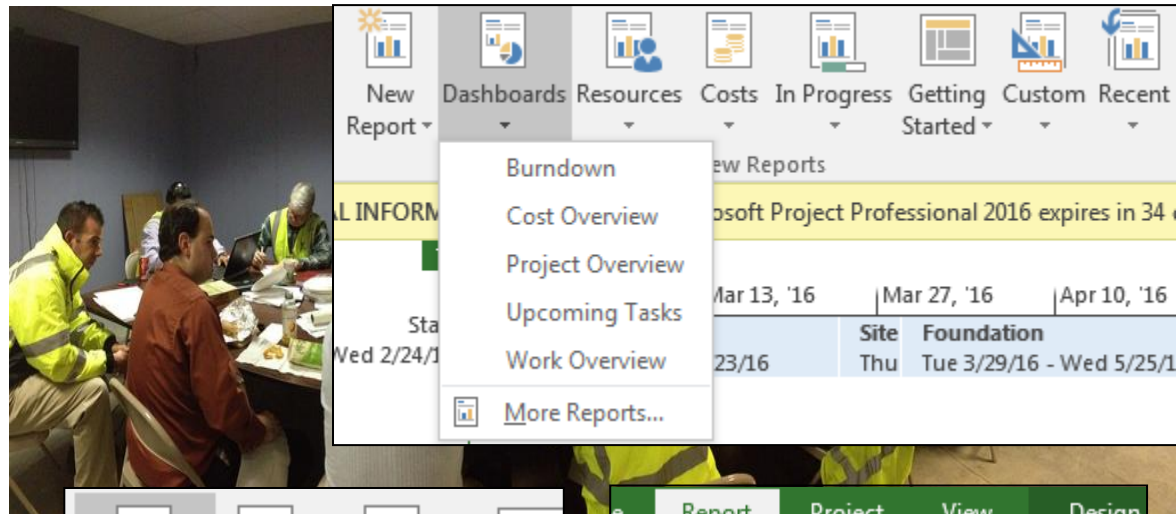 New Dashboards Resources Costs In Progress Getting Custom Recent
Report Started
Burndown
ew Reports
Cost Overview
L INFORM osoft Project Professional 2016 expires in 34
Project Overview
Mar 13, '16 Mar 27, '16 Apr 10, '16
Upcoming Tasks
Sta Site Foundation
Wed 2/24/1 23/16 Thu Tue 3/29/16 - Wed 5/25/1
Work Overview
More Reports...
e Report Project View Design